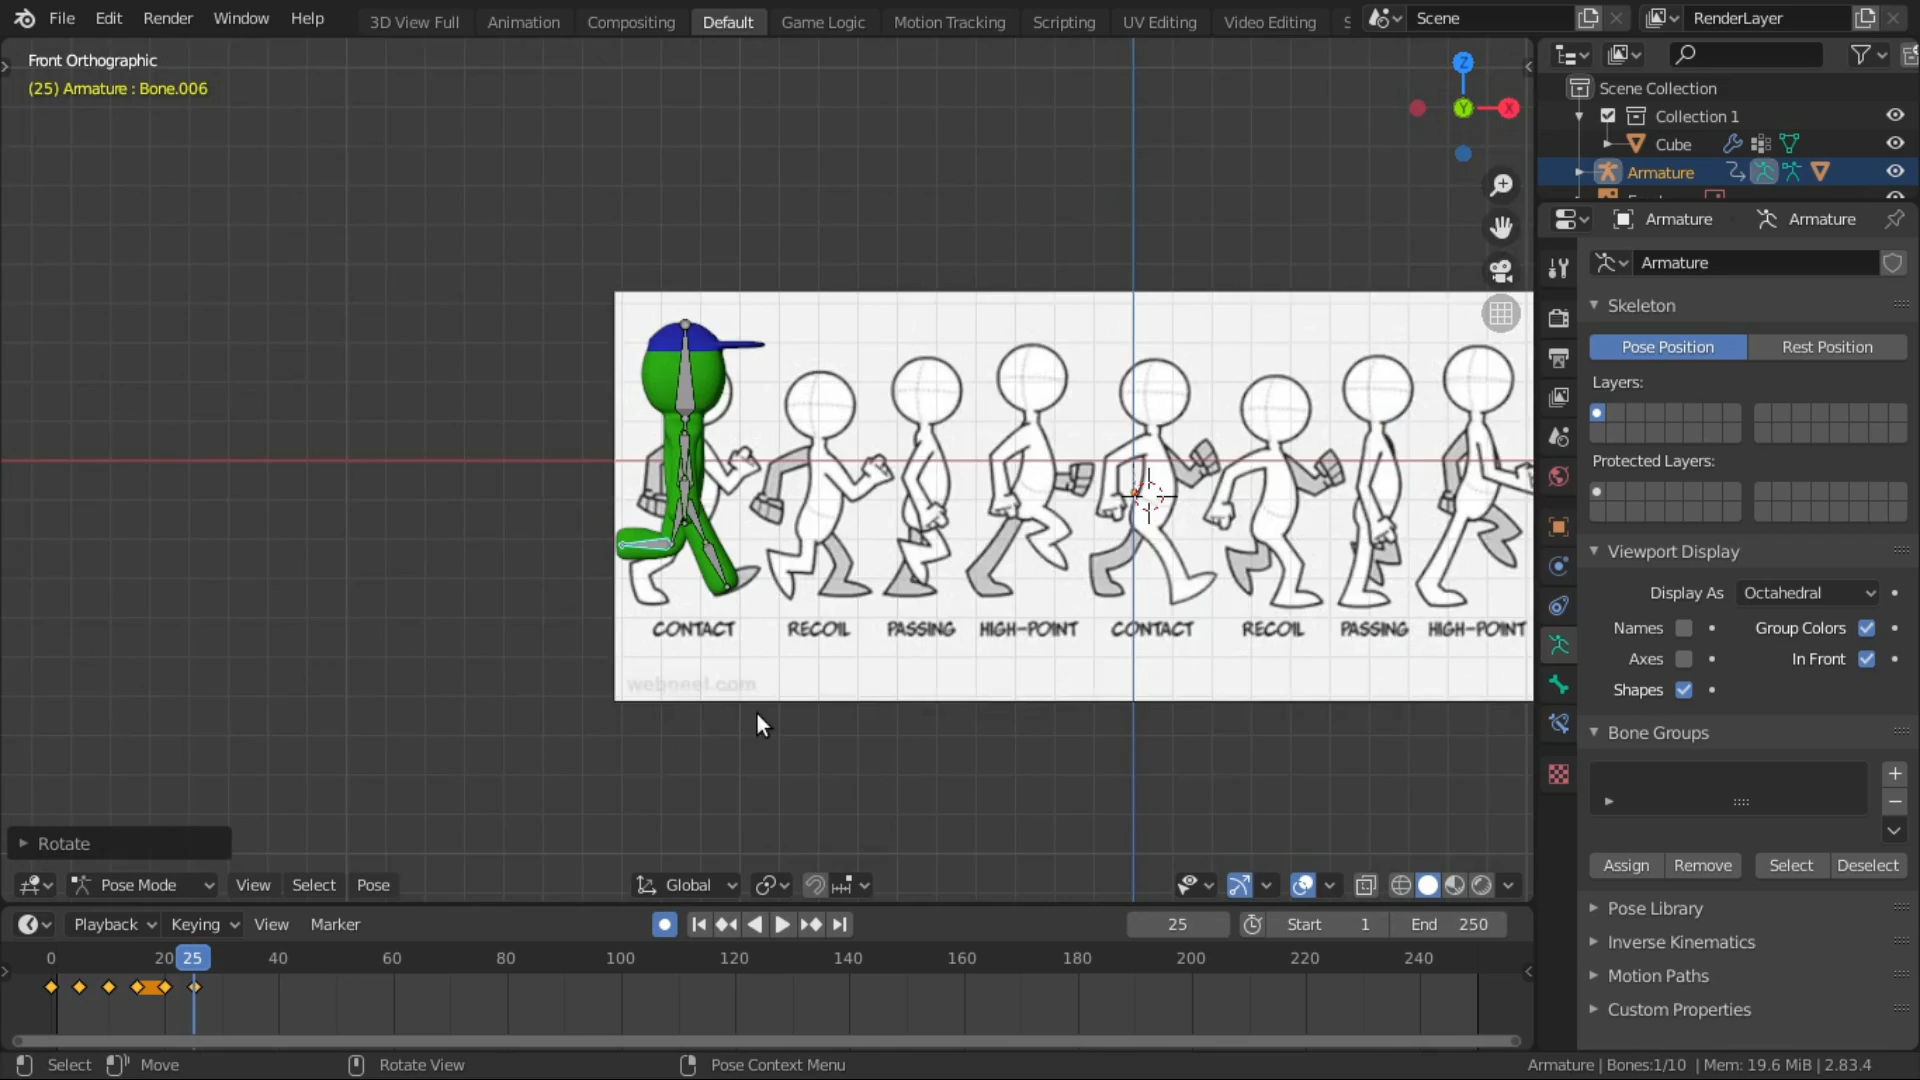 File Edit Render Window Help 3D View Full Animation Compositing Default Game Logic Motion Tracking Scripting UV Editing Video Editing S Scene RenderLayer
Front Orthographic
(25) Armature : Bone.006
Z
Y
X
Scene Collection
Collection 1
Cube
Armature
Armature Armature
Armature
Skeleton
Pose Position Rest Position
Layers:
Protected Layers:
Viewport Display
Display As Octahedral
Names Group Colors
Axes In Front
Shapes
Bone Groups
Assign Remove Select Deselect
Pose Library
Inverse Kinematics
Motion Paths
Custom Properties
CONTACT RECOIL PASSING HIGH-POINT CONTACT RECOIL PASSING HIGH-POINT
webneel.com
Rotate
Pose Mode View Select Pose Global
Playback Keying View Marker 25 Start 1 End 250
0 20 25 40 60 80 100 120 140 160 180 200 220 240
Select Move Rotate View Pose Context Menu Armature | Bones:1/10 | Mem: 19.6 MiB | 2.83.4